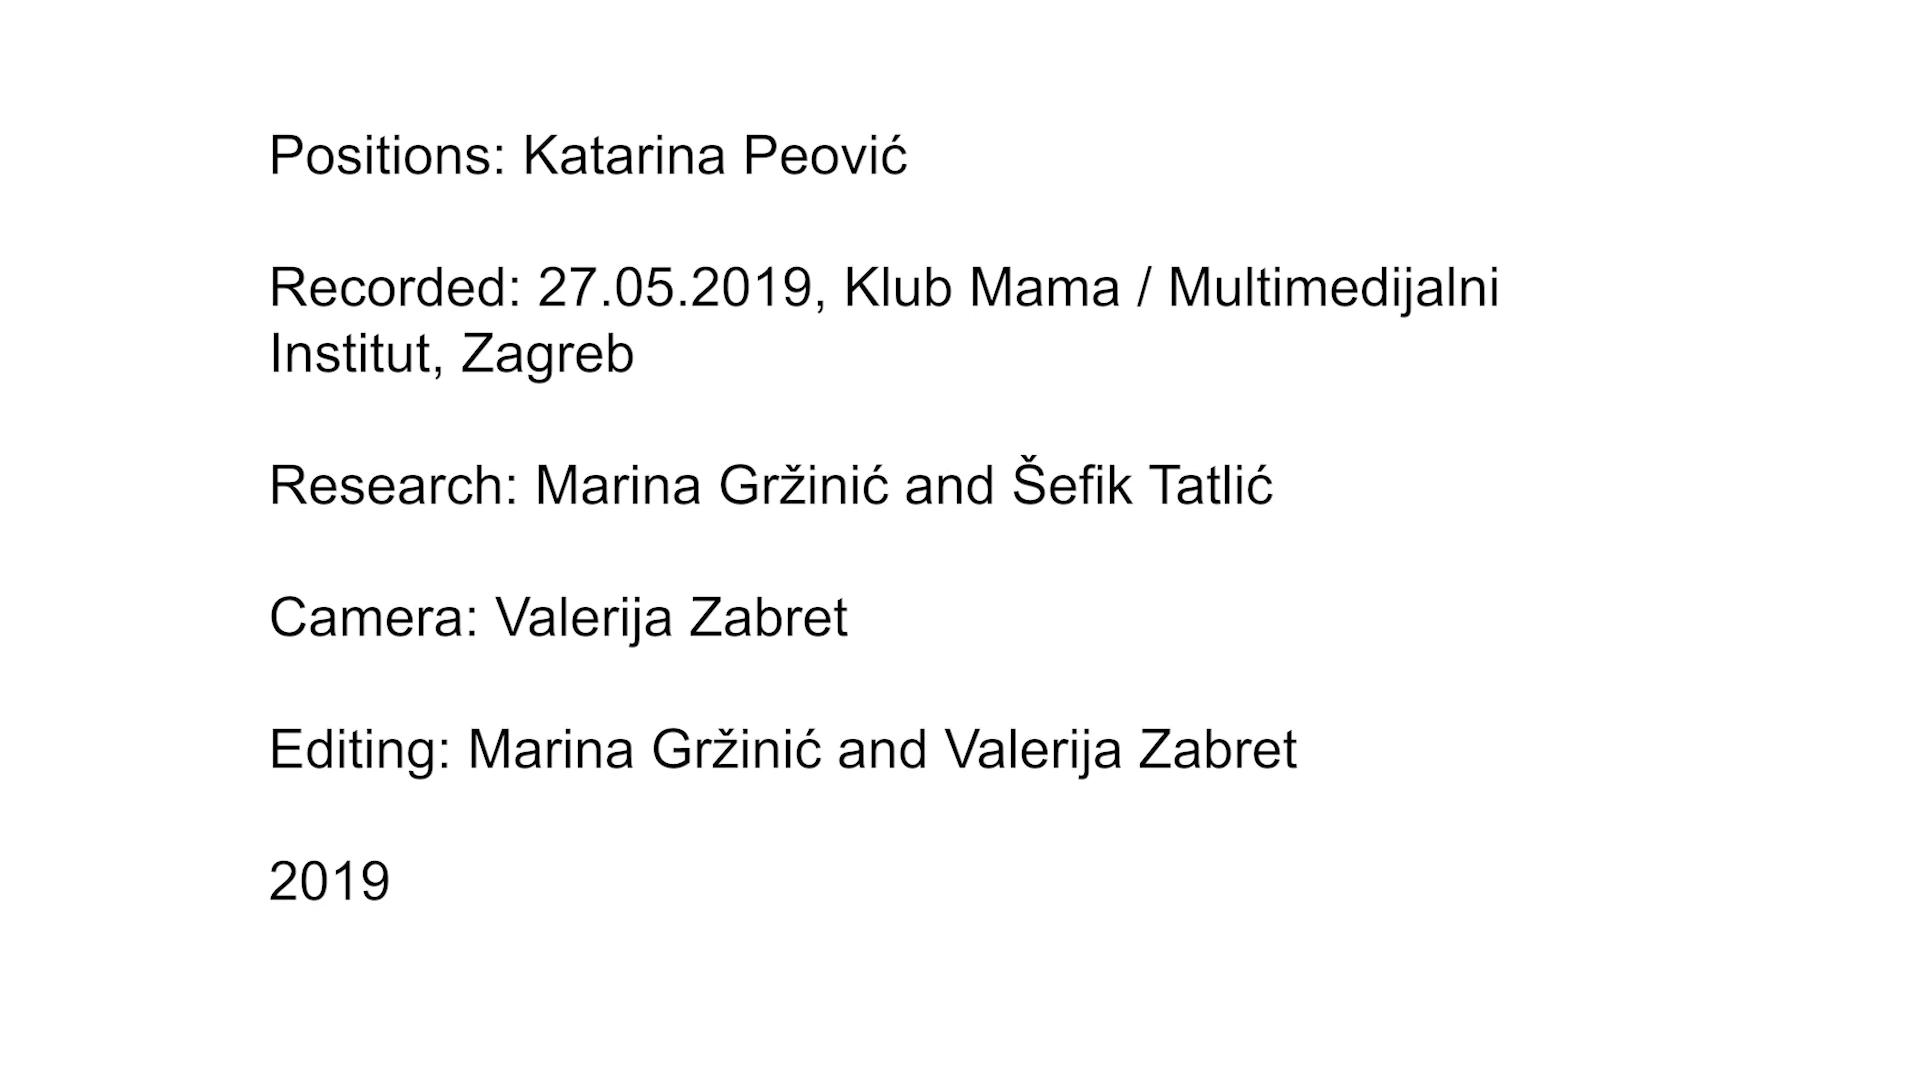 Positions: Katarina Peović
Recorded: 27.05.2019, Klub Mama / Multimedijalni
Institut, Zagreb
Research: Marina Gržinić and Šefik Tatlić
Camera: Valerija Zabret
Editing: Marina Gržinić and Valerija Zabret
2019